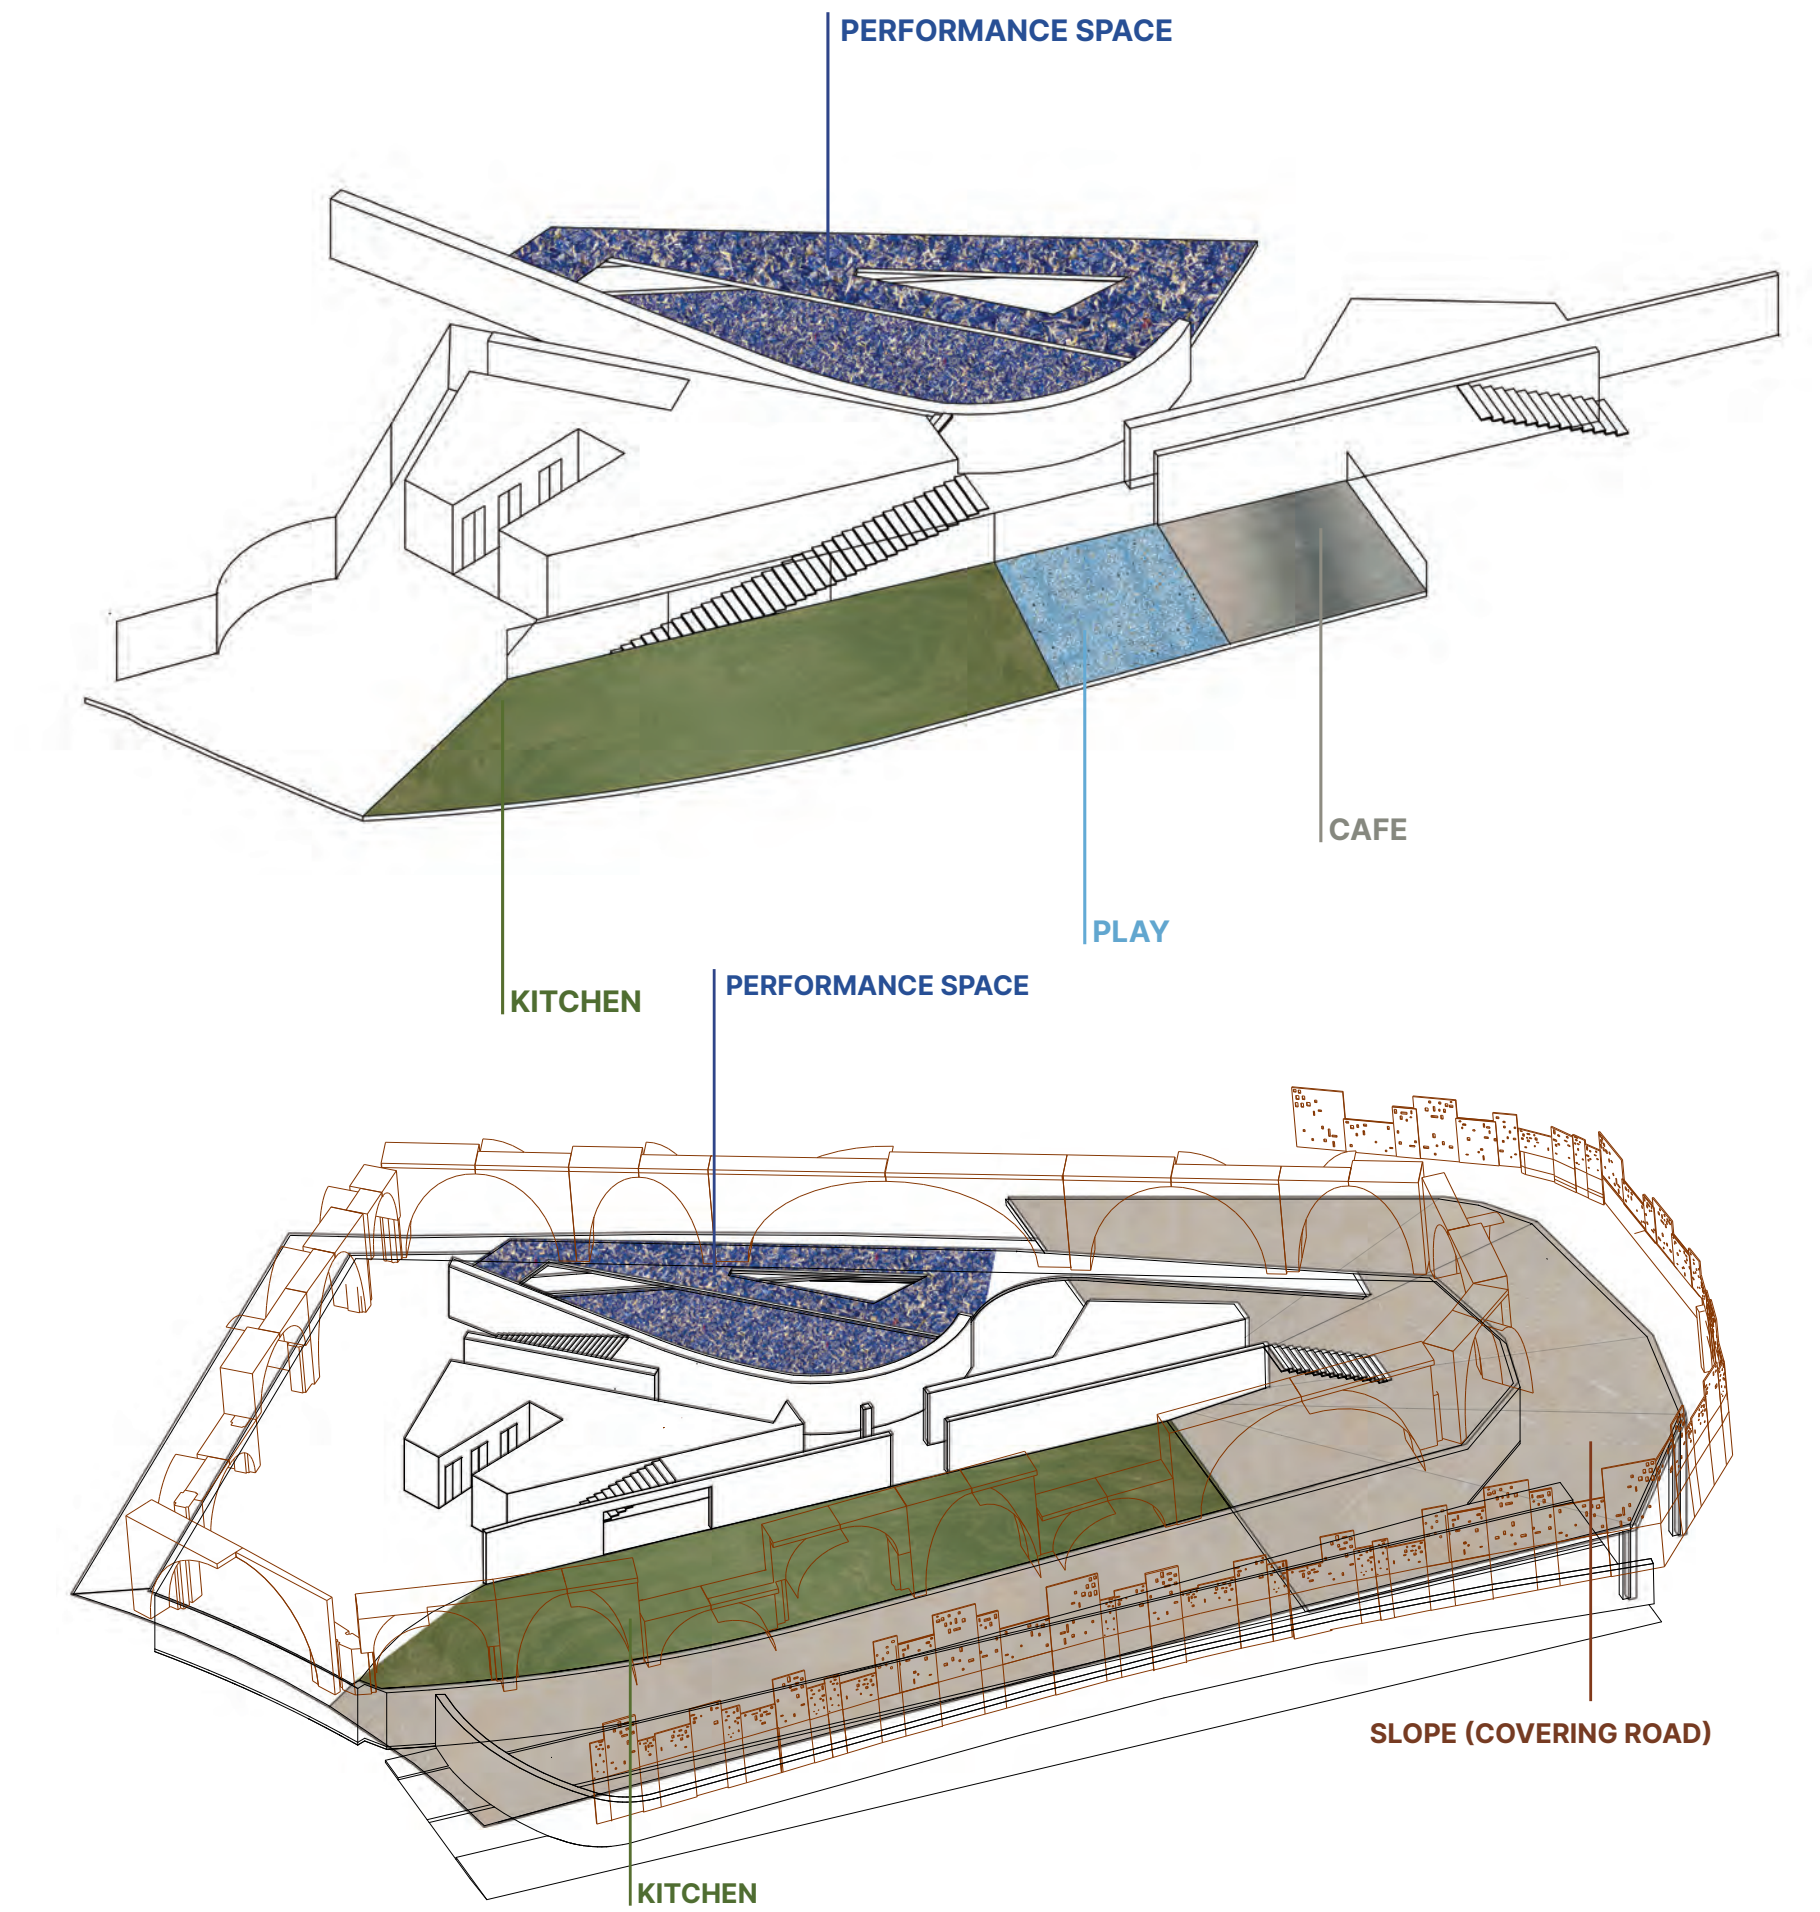 PERFORMANCE SPACE
CAFE
PLAY
KITCHEN
PERFORMANCE SPACE
SLOPE (COVERING ROAD)
KITCHEN